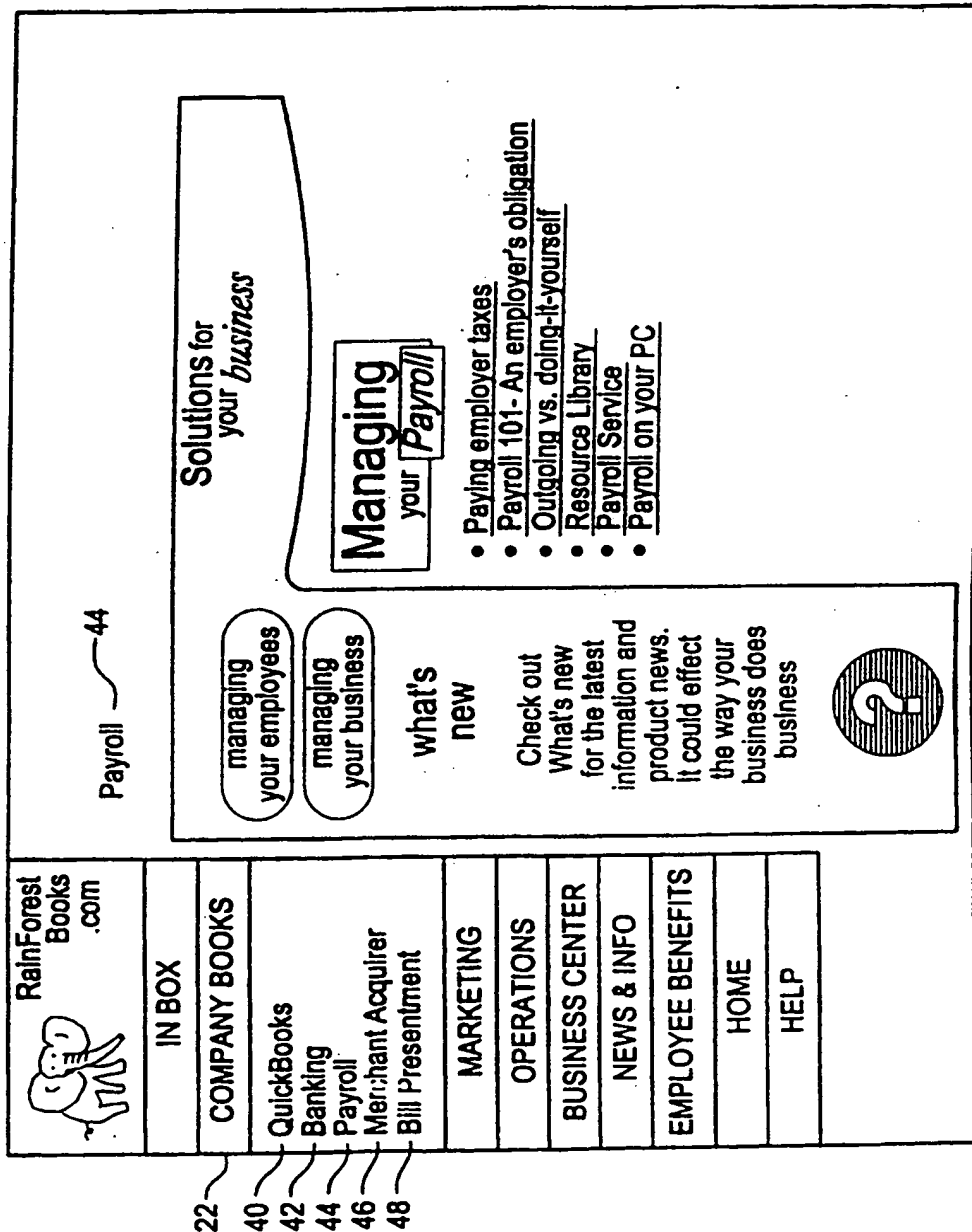 RainForest
Books
.com
IN BOX
22
COMPANY BOOKS
40
QuickBooks
42
Banking
44
Payroll
46
Merchant Acquirer
48
Bill Presentment
MARKETING
OPERATIONS
BUSINESS CENTER
NEWS & INFO
EMPLOYEE BENEFITS
HOME
HELP
Payroll 44
managing
your employees
managing
your business
what's
new
Check out
What's new
for the latest
information and
product news.
It could effect
the way your
business does
business
?
Solutions for
your business
Managing
your Payroll
• Paying employer taxes
• Payroll 101- An employer's obligation
• Outgoing vs. doing-it-yourself
• Resource Library
• Payroll Service
• Payroll on your PC